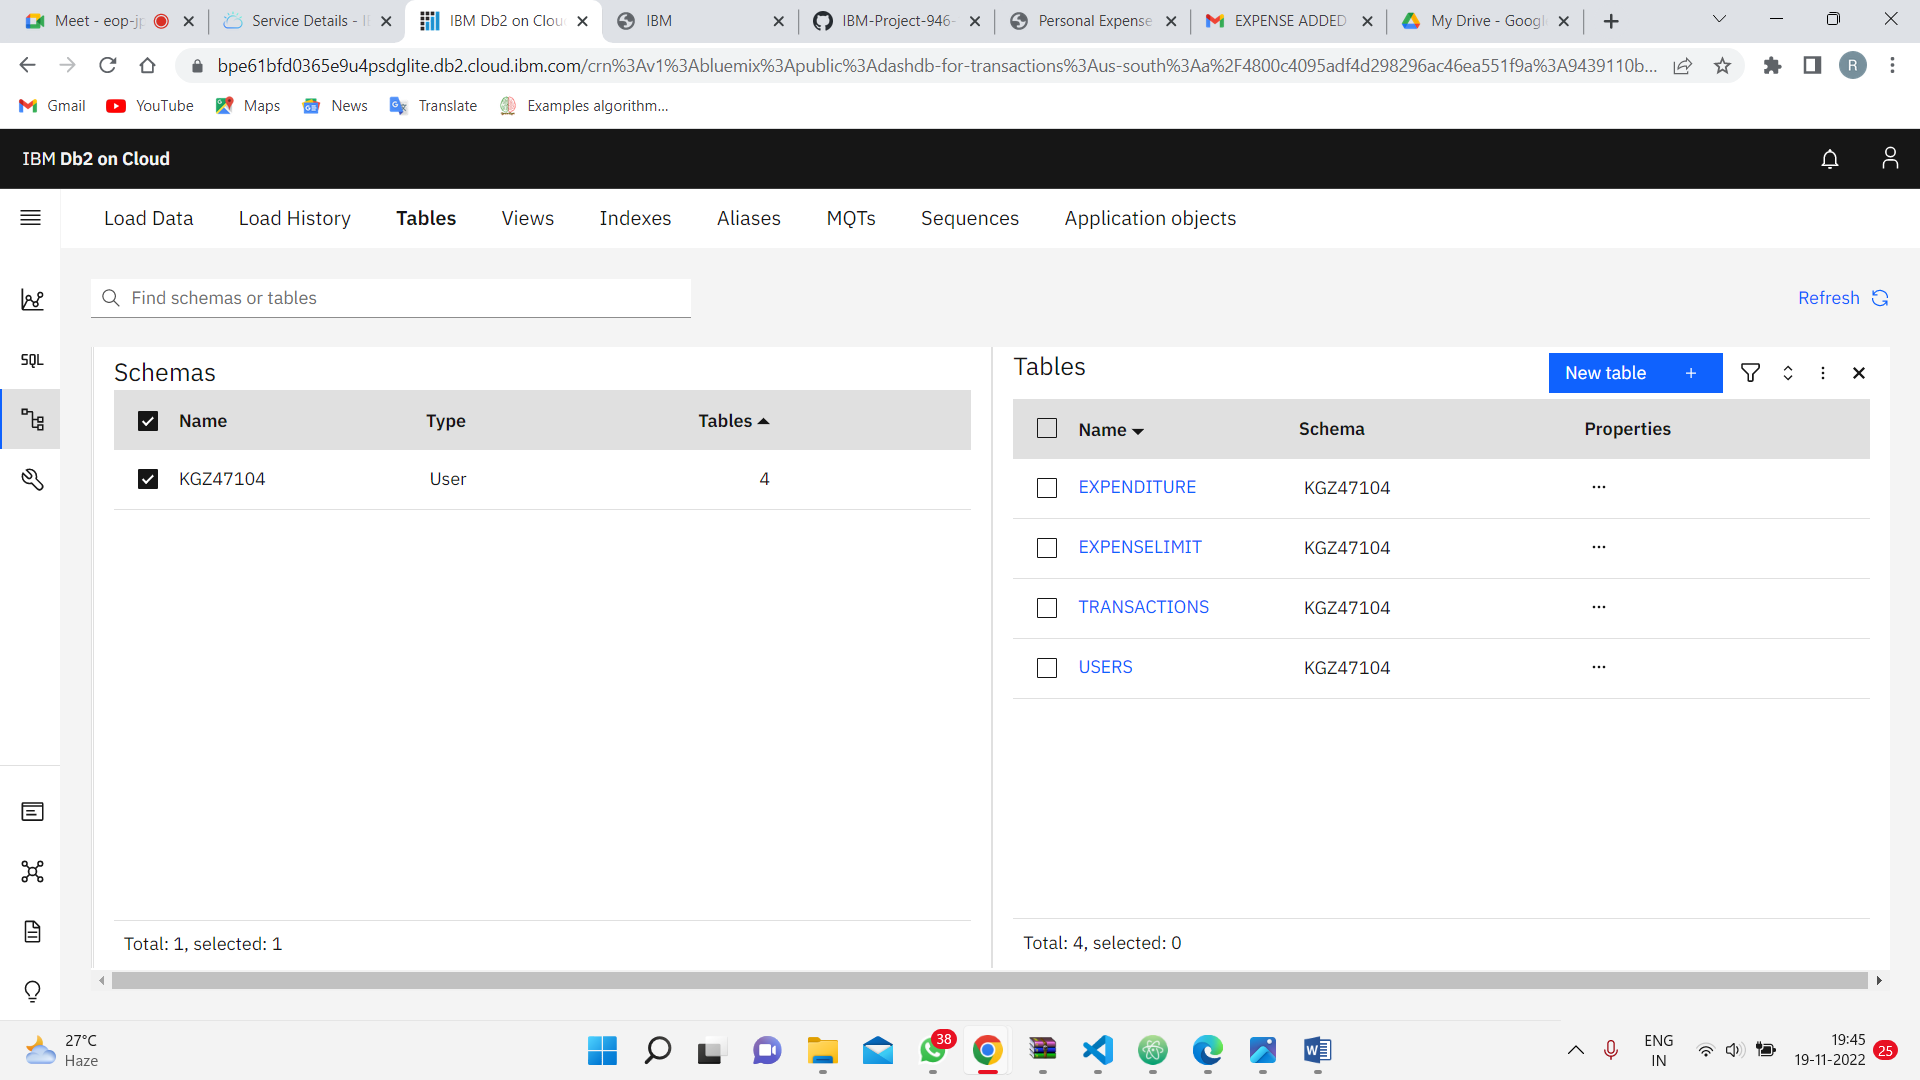 Meet - eop-jp
Service Details - I
IBM Db2 on Clou
IBM
IBM-Project-946-
Personal Expense
EXPENSE ADDED
My Drive - Googl
bpe61bfd0365e9u4psdglite.db2.cloud.ibm.com/crn%3Av1%3Abluemix%3Apublic%3Adashdb-for-transactions%3Aus-south%3Aa%2F4800c4095adf4d298296ac46ea551f9a%3A9439110b...
R
Gmail
YouTube
Maps
News
Translate
Examples algorithm...
IBM Db2 on Cloud
Load Data
Load History
Tables
Views
Indexes
Aliases
MQTs
Sequences
Application objects
Find schemas or tables
Refresh
SQL
Schemas
Name Type Tables
KGZ47104 User 4
Total: 1, selected: 1
Tables
New table +
Name Schema Properties
EXPENDITURE KGZ47104 ...
EXPENSELIMIT KGZ47104 ...
TRANSACTIONS KGZ47104 ...
USERS KGZ47104 ...
Total: 4, selected: 0
27°C
Haze
38
ENG
IN
19:45
19-11-2022
25